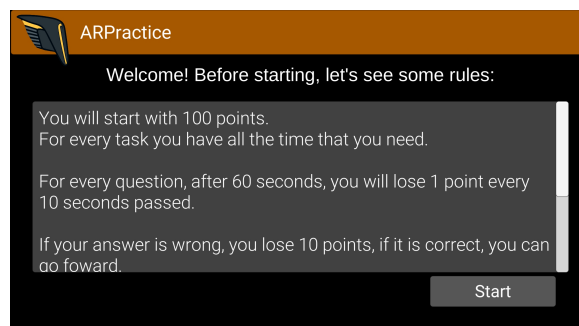 ARPractice
Welcome! Before starting, let's see some rules:
You will start with 100 points.
For every task you have all the time that you need.
For every question, after 60 seconds, you will lose 1 point every
10 seconds passed.
If your answer is wrong, you lose 10 points, if it is correct, you can
go foward.
Start